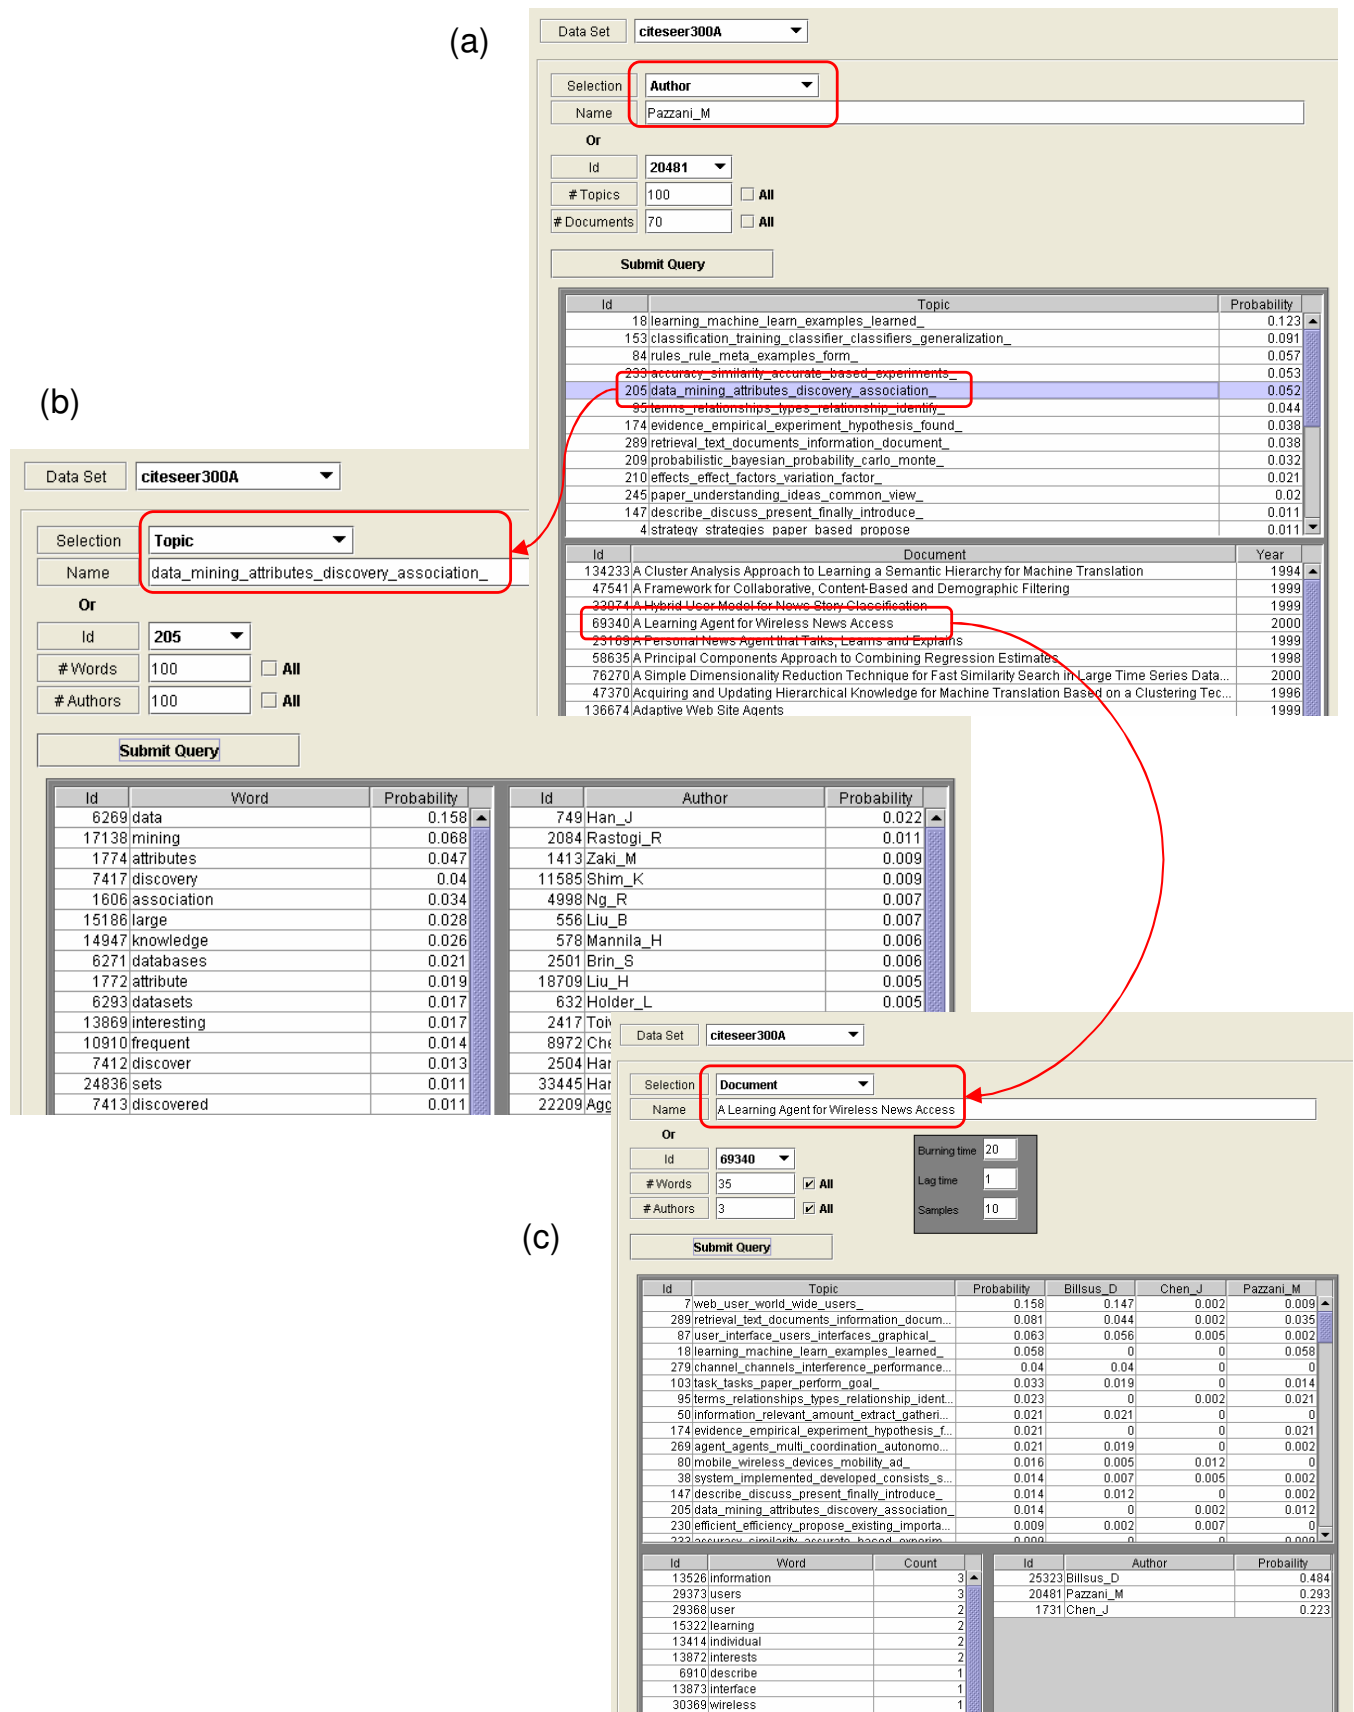 (a)
Data Set citeseer300A
Selection Author
Name Pazzani_M
Or
Id 20481
# Topics 100 All
# Documents 70 All
Submit Query
Id Topic Probability
18 learning_machine_learn_examples_learned_ 0.123
153 classification_training_classifier_classifiers_generalization_ 0.091
84 rules_rule_meta_examples_form_ 0.057
233 accuracy_similarity_accurate_based_experiments_ 0.053
205 data_mining_attributes_discovery_association_ 0.052
95 terms_relationships_types_relationship_identify_ 0.044
174 evidence_empirical_experiment_hypothesis_found_ 0.038
289 retrieval_text_documents_information_document_ 0.038
209 probabilistic_bayesian_probability_carlo_monte_ 0.032
210 effects_effect_factors_variation_factor_ 0.021
245 paper_understanding_ideas_common_view_ 0.02
147 describe_discuss_present_finally_introduce_ 0.011
4 strategy_strategies_paper_based_propose 0.011
Id Document Year
134233 A Cluster Analysis Approach to Learning a Semantic Hierarchy for Machine Translation 1994
47541 A Framework for Collaborative, Content-Based and Demographic Filtering 1999
33074 A Hybrid User Model for News Story Classification 1999
69340 A Learning Agent for Wireless News Access 2000
23169 A Personal News Agent that Talks, Learns and Explains 1999
58635 A Principal Components Approach to Combining Regression Estimates 1998
76270 A Simple Dimensionality Reduction Technique for Fast Similarity Search in Large Time Series Data... 2000
47370 Acquiring and Updating Hierarchical Knowledge for Machine Translation Based on a Clustering Tec... 1996
136674 Adaptive Web Site Agents 1999
(b)
Data Set citeseer300A
Selection Topic
Name data_mining_attributes_discovery_association_
Or
Id 205
# Words 100 All
# Authors 100 All
Submit Query
Id Word Probability
6269 data 0.158
17138 mining 0.068
1774 attributes 0.047
7417 discovery 0.04
1606 association 0.034
15186 large 0.028
14947 knowledge 0.026
6271 databases 0.021
1772 attribute 0.019
6293 datasets 0.017
13869 interesting 0.017
10910 frequent 0.014
7412 discover 0.013
24836 sets 0.011
7413 discovered 0.011
Id Author Probability
749 Han_J 0.022
2084 Rastogi_R 0.011
1413 Zaki_M 0.009
11585 Shim_K 0.009
4998 Ng_R 0.007
556 Liu_B 0.007
578 Mannila_H 0.006
2501 Brin_S 0.006
18709 Liu_H 0.005
632 Holder_L 0.005
2417
8972
2504
33445
22209
(c)
Data Set citeseer300A
Selection Document
Name A Learning Agent for Wireless News Access
Or
Id 69340
# Words 35 All
# Authors 3 All
Burning time 20
Lag time 1
Samples 10
Submit Query
Id Topic Probability Billsus_D Chen_J Pazzani_M
7 web_user_world_wide_users_ 0.158 0.147 0.002 0.009
289 retrieval_text_documents_information_docum... 0.081 0.044 0.002 0.035
87 user_interface_users_interfaces_graphical_ 0.063 0.056 0.005 0.002
18 learning_machine_learn_examples_learned_ 0.058 0 0 0.058
279 channel_channels_interference_performance... 0.04 0.04 0 0
103 task_tasks_paper_perform_goal_ 0.033 0.019 0 0.014
95 terms_relationships_types_relationship_ident... 0.023 0 0.002 0.021
50 information_relevant_amount_extract_gatheri... 0.021 0.021 0 0
174 evidence_empirical_experiment_hypothesis_f... 0.021 0 0 0.021
269 agent_agents_multi_coordination_autonomo... 0.021 0.019 0 0.002
80 mobile_wireless_devices_mobility_ad_ 0.016 0.005 0.012 0
38 system_implemented_developed_consists_s... 0.014 0.007 0.005 0.002
147 describe_discuss_present_finally_introduce_ 0.014 0.012 0 0.002
205 data_mining_attributes_discovery_association_ 0.014 0 0.002 0.012
230 efficient_efficiency_propose_existing_importa... 0.009 0.002 0.007 0
233 accuracy_similarity_accurate_based_experim... 0.009 0 0 0.009
Id Word Count
13526 information 3
29373 users 3
29368 user 2
15322 learning 2
13414 individual 2
13872 interests 2
6910 describe 1
13873 interface 1
30369 wireless 1
Id Author Probaility
25323 Billsus_D 0.484
20481 Pazzani_M 0.293
1731 Chen_J 0.223